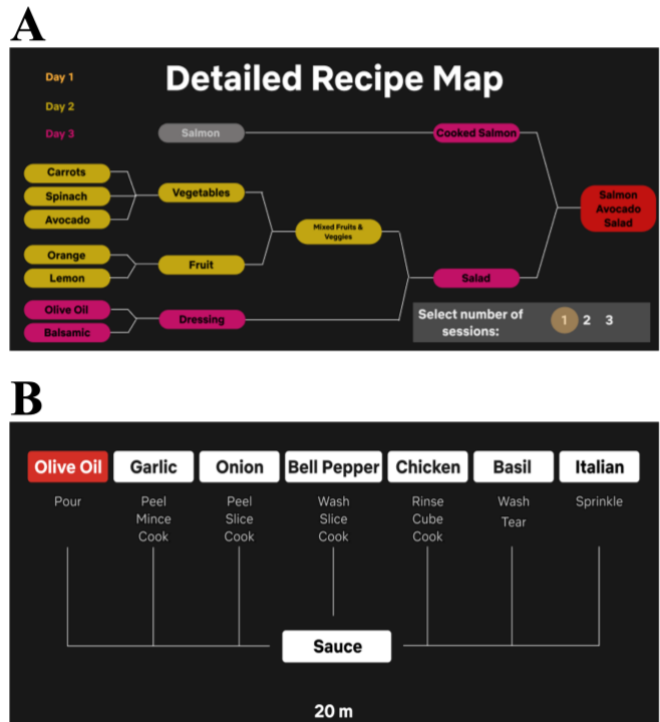 A
Day 1
Detailed Recipe Map
Day 2
Day 3
Salmon
Cooked Salmon
Carrots
Spinach
Avocado
Vegetables
Salmon
Avocado
Salad
Mixed Fruits &
Veggies
Orange
Lemon
Fruit
Salad
Olive Oil
Balsamic
Dressing
Select number of
sessions:
1 2 3
B
Olive Oil Garlic Onion Bell Pepper Chicken Basil Italian
Pour Peel Peel Wash Rinse Wash Sprinkle
Mince Slice Slice Cube Tear
Cook Cook Cook Cook
Sauce
20 m